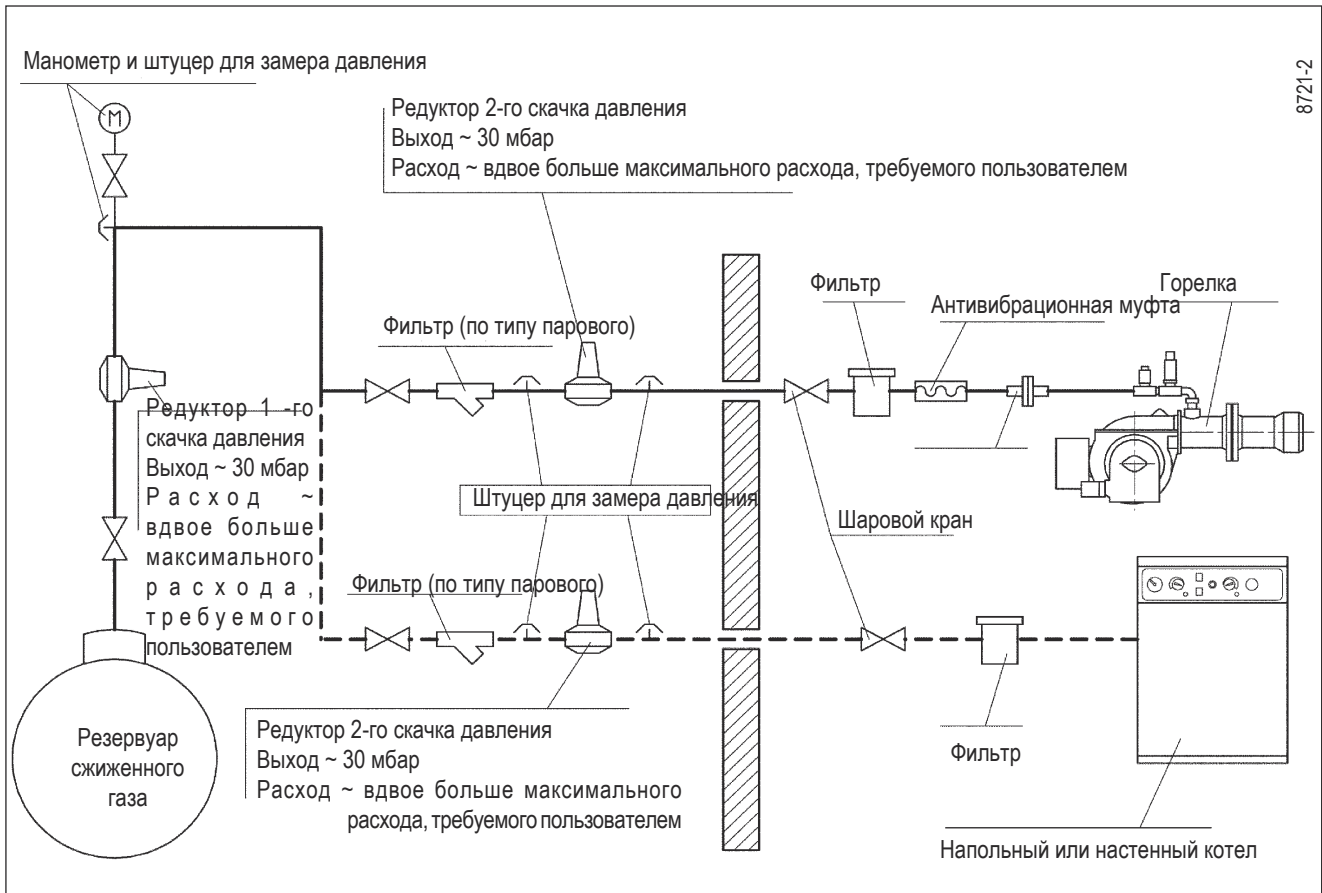 Манометр и штуцер для замера давления
8721-2
М
Редуктор 2-го скачка давления
Выход ~ 30 мбар
Расход ~ вдвое больше максимального расхода, требуемого пользователем
Фильтр
Антивибрационная муфта
Горелка
Фильтр (по типу парового)
Редуктор 1 -го
скачка давления
Выход ~ 30 мбар
Расход ~
вдвое больше
максимального
расхода,
требуемого
пользователем
Штуцер для замера давления
Шаровой кран
Фильтр (по типу парового)
Резервуар
сжиженного
газа
Редуктор 2-го скачка давления
Выход ~ 30 мбар
Расход ~ вдвое больше максимального
расхода, требуемого пользователем
Фильтр
Напольный или настенный котел